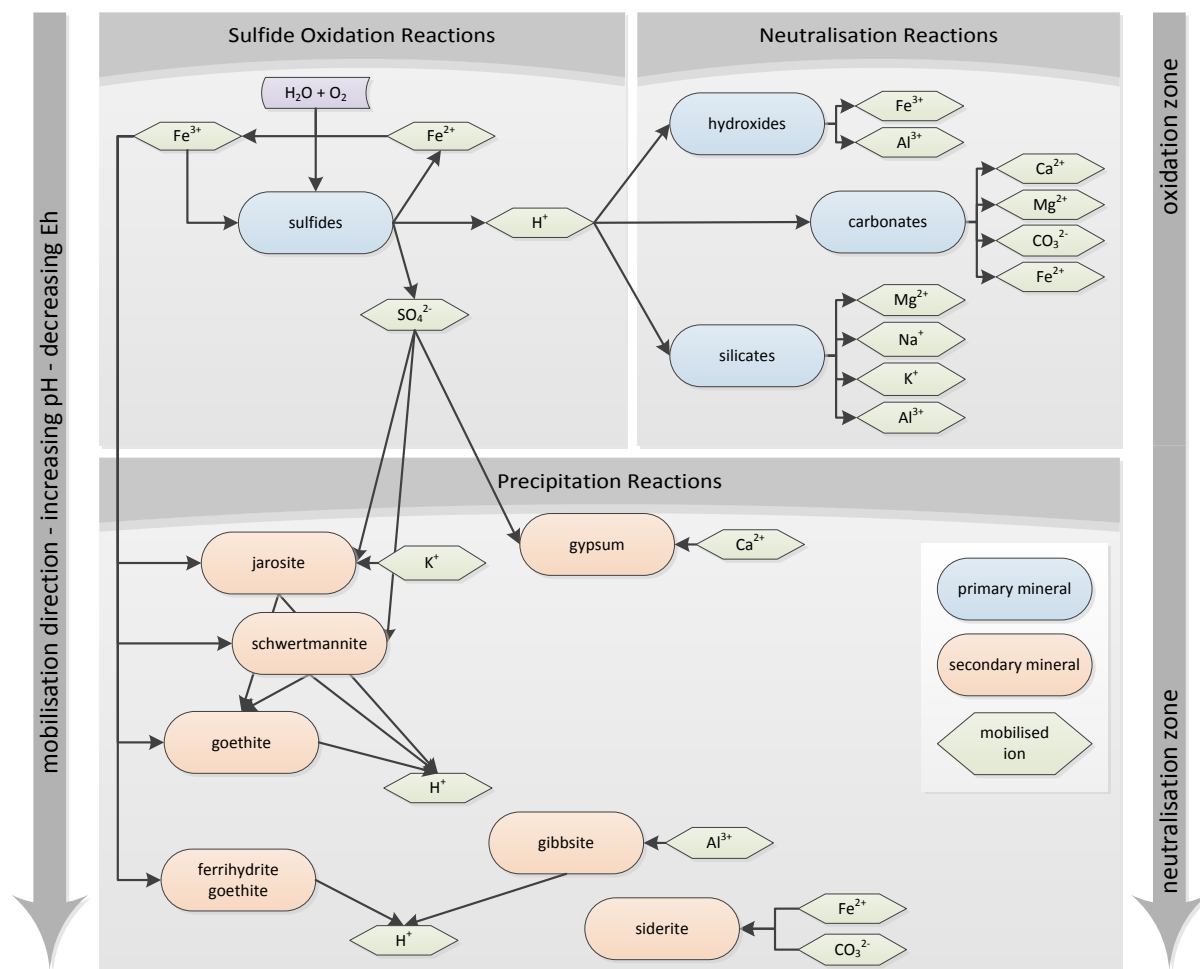 Sulfide Oxidation Reactions
Neutralisation Reactions
H₂O + O₂
Fe³⁺
Fe²⁺
sulfides
H⁺
SO₄²⁻
hydroxides
Fe³⁺
Al³⁺
carbonates
Ca²⁺
Mg²⁺
CO₃²⁻
Fe²⁺
silicates
Mg²⁺
Na⁺
K⁺
Al³⁺
mobilisation direction - increasing pH - decreasing Eh
oxidation zone
neutralisation zone
Precipitation Reactions
jarosite
K⁺
gypsum
Ca²⁺
schwertmannite
goethite
H⁺
gibbsite
Al³⁺
ferrihydrite
goethite
H⁺
siderite
Fe²⁺
CO₃²⁻
primary mineral
secondary mineral
mobilised
ion